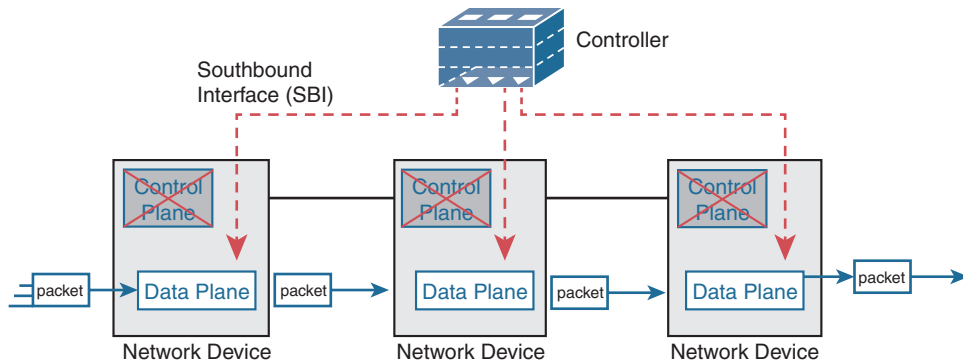 Controller
Southbound
Interface (SBI)
Control
Plane
Control
Plane
Control
Plane
packet
Data Plane
packet
Data Plane
packet
Data Plane
packet
Network Device
Network Device
Network Device